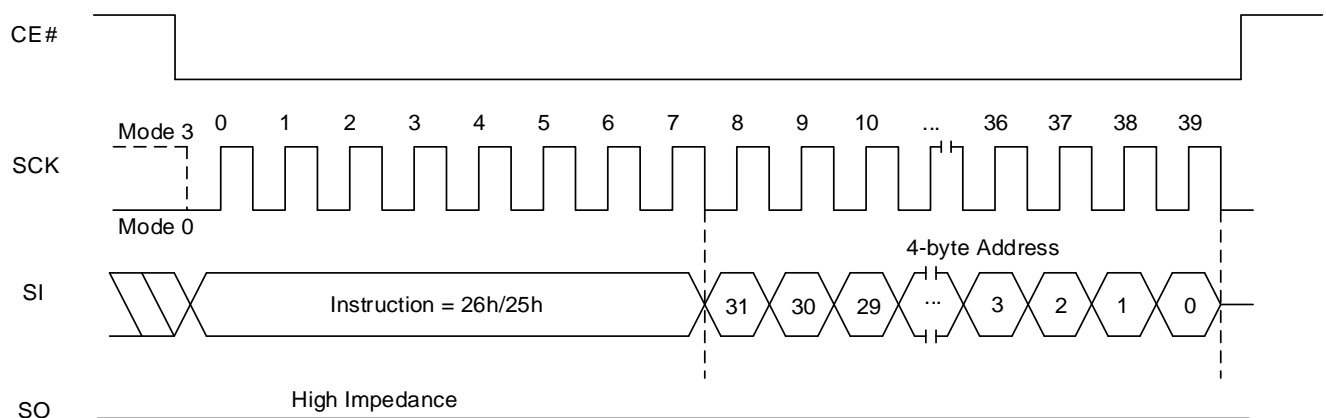 CE#
Mode 3 0 1 2 3 4 5 6 7 8 9 10 ... 36 37 38 39
SCK
Mode 0
4-byte Address
SI Instruction = 26h/25h 31 30 29 ... 3 2 1 0
High Impedance
SO